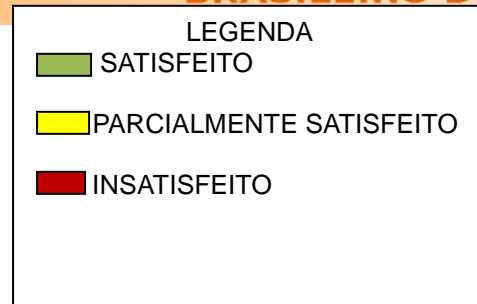 LEGENDA
SATISFEITO
PARCIALMENTE SATISFEITO
INSATISFEITO